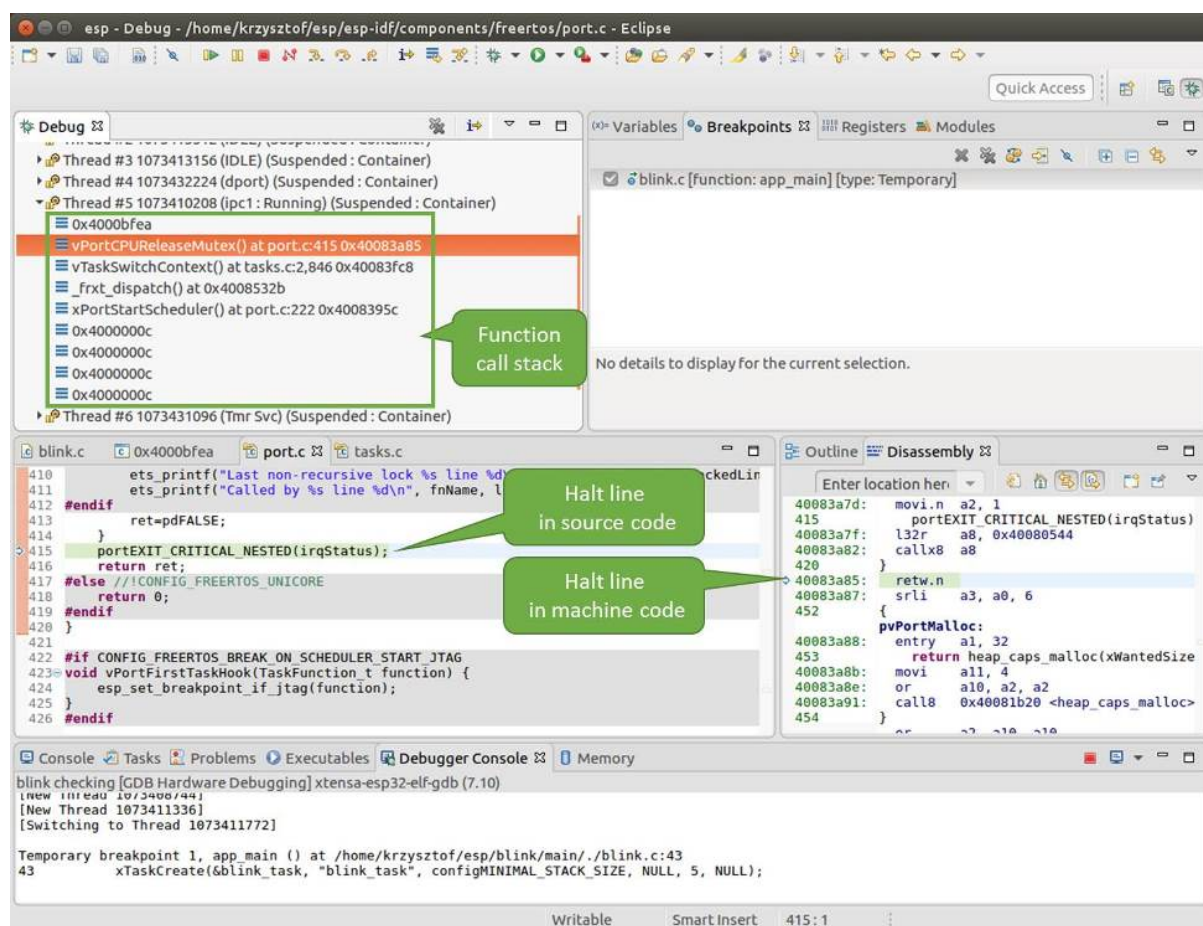 esp - Debug - /home/krzysztof/esp/esp-idf/components/freertos/port.c - Eclipse
Quick Access
Debug
Thread #3 1073413156 (IDLE) (Suspended : Container)
Thread #4 1073432224 (dport) (Suspended : Container)
Thread #5 1073410208 (ipc1 : Running) (Suspended : Container)
0x4000bfea
vPortCPUReleaseMutex() at port.c:415 0x40083a85
vTaskSwitchContext() at tasks.c:2,846 0x40083fc8
_frxt_dispatch() at 0x4008532b
xPortStartScheduler() at port.c:222 0x4008395c
0x4000000c
0x4000000c
0x4000000c
0x4000000c
Thread #6 1073431096 (Tmr Svc) (Suspended : Container)
Function
call stack
(x)= Variables Breakpoints Registers Modules
blink.c [function: app_main] [type: Temporary]
No details to display for the current selection.
blink.c 0x4000bfea port.c tasks.c
410 ets_printf("Last non-recursive lock %s line %d ckedLin
411 ets_printf("Called by %s line %d\n", fnName, l
412 #endif
413 ret=pdFALSE;
414 }
415 portEXIT_CRITICAL_NESTED(irqStatus);
416 return ret;
417 #else //!CONFIG_FREERTOS_UNICORE
418 return 0;
419 #endif
420 }
421
422 #if CONFIG_FREERTOS_BREAK_ON_SCHEDULER_START_JTAG
423 void vPortFirstTaskHook(TaskFunction_t function) {
424 esp_set_breakpoint_if_jtag(function);
425 }
426 #endif
Halt line
in source code
Halt line
in machine code
Outline Disassembly
Enter location her
40083a7d: movi.n a2, 1
415 portEXIT_CRITICAL_NESTED(irqStatus)
40083a7f: l32r a8, 0x40080544
40083a82: callx8 a8
420 }
40083a85: retw.n
40083a87: srli a3, a0, 6
452 {
pvPortMalloc:
40083a88: entry a1, 32
453 return heap_caps_malloc(xWantedSize
40083a8b: movi a11, 4
40083a8e: or a10, a2, a2
40083a91: call8 0x40081b20 <heap_caps_malloc>
454 }
Console Tasks Problems Executables Debugger Console Memory
blink checking [GDB Hardware Debugging] xtensa-esp32-elf-gdb (7.10)
[New Thread 1073408744]
[New Thread 1073411336]
[Switching to Thread 1073411772]
Temporary breakpoint 1, app_main () at /home/krzysztof/esp/blink/main/./blink.c:43
43 xTaskCreate(&blink_task, "blink_task", configMINIMAL_STACK_SIZE, NULL, 5, NULL);
Writable Smart Insert 415 : 1